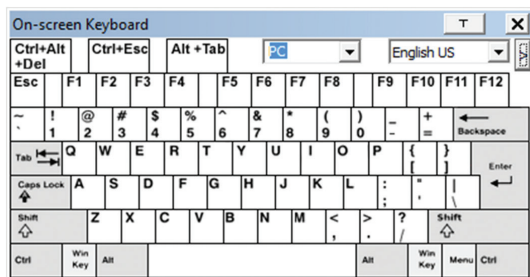 On-screen Keyboard T X
Ctrl+Alt +Del Ctrl+Esc Alt +Tab PC English US >
Esc F1 F2 F3 F4 F5 F6 F7 F8 F9 F10 F11 F12
~ ! @ # $ % ^ & * ( ) _ +
` 1 2 3 4 5 6 7 8 9 0 - = Backspace
Tab Q W E R T Y U I O P { }
[ ] Enter
Caps Lock A S D F G H J K L : " |
; ' \
Shift Z X C V B N M < > ? Shift
, . /
Ctrl Win Key Alt Alt Win Key Menu Ctrl